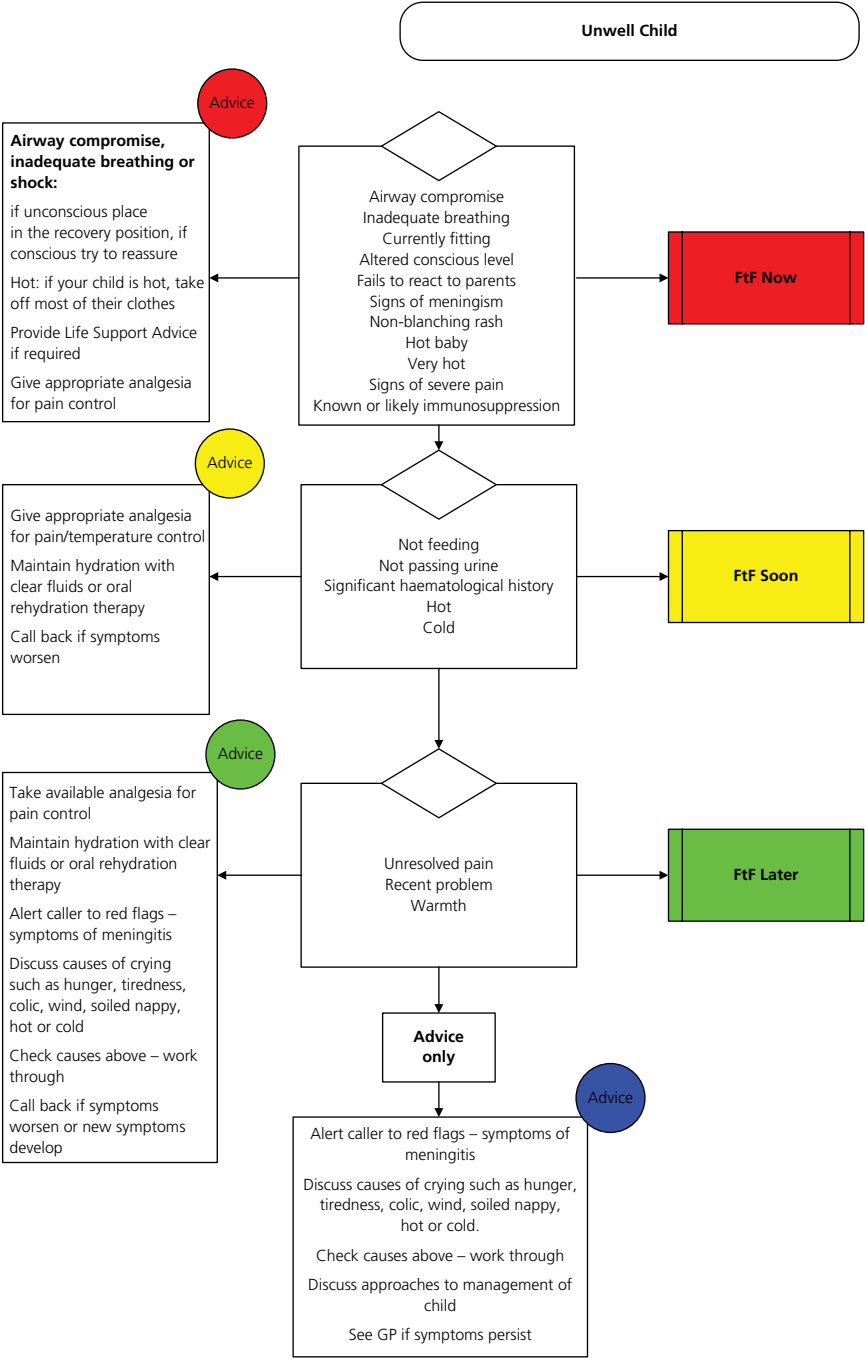 Unwell Child
Advice
Airway compromise,
inadequate breathing or
shock:
if unconscious place
in the recovery position, if
conscious try to reassure
Hot: if your child is hot, take
off most of their clothes
Provide Life Support Advice
if required
Give appropriate analgesia
for pain control
Airway compromise
Inadequate breathing
Currently fitting
Altered conscious level
Fails to react to parents
Signs of meningism
Non-blanching rash
Hot baby
Very hot
Signs of severe pain
Known or likely immunosuppression
FtF Now
Advice
Give appropriate analgesia
for pain/temperature control
Maintain hydration with
clear fluids or oral
rehydration therapy
Call back if symptoms
worsen
Not feeding
Not passing urine
Significant haematological history
Hot
Cold
FtF Soon
Advice
Take available analgesia for
pain control
Maintain hydration with clear
fluids or oral rehydration
therapy
Alert caller to red flags –
symptoms of meningitis
Discuss causes of crying
such as hunger, tiredness,
colic, wind, soiled nappy,
hot or cold
Check causes above – work
through
Call back if symptoms
worsen or new symptoms
develop
Unresolved pain
Recent problem
Warmth
FtF Later
Advice
only
Advice
Alert caller to red flags – symptoms of
meningitis
Discuss causes of crying such as hunger,
tiredness, colic, wind, soiled nappy,
hot or cold.
Check causes above – work through
Discuss approaches to management of
child
See GP if symptoms persist